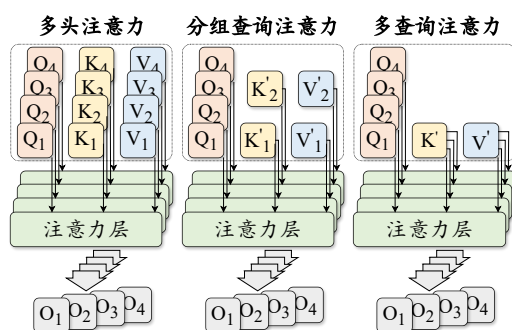 多头注意力 分组查询注意力 多查询注意力
Q4 K4 V4 Q4 Q4
Q3 K3 V3 Q3 K'2 V'2 Q3
Q2 K2 V2 Q2 Q2
Q1 K1 V1 Q1 K'1 V'1 Q1 K' V'
注意力层 注意力层 注意力层
O1 O2 O3 O4 O1 O2 O3 O4 O1 O2 O3 O4